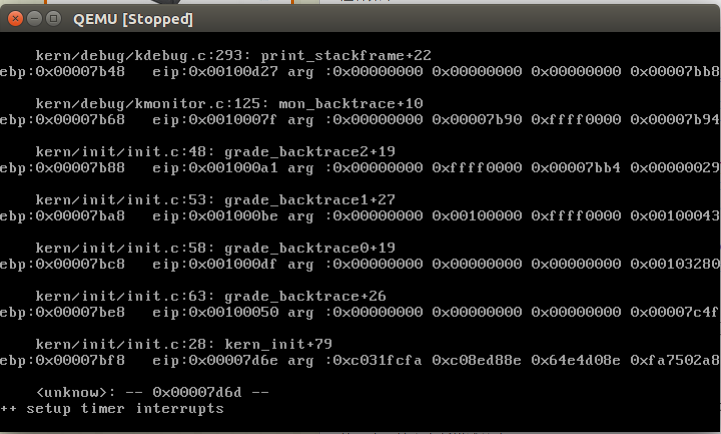 QEMU [Stopped]
kern/debug/kdebug.c:293: print_stackframe+22
ebp:0x00007b48 eip:0x00100d27 arg :0x00000000 0x00000000 0x00000000 0x00007bb8
kern/debug/kmonitor.c:125: mon_backtrace+10
ebp:0x00007b68 eip:0x0010007f arg :0x00000000 0x00007b90 0xffff0000 0x00007b94
kern/init/init.c:48: grade_backtrace2+19
ebp:0x00007b88 eip:0x001000a1 arg :0x00000000 0xffff0000 0x00007bb4 0x00000029
kern/init/init.c:53: grade_backtrace1+27
ebp:0x00007ba8 eip:0x001000be arg :0x00000000 0x00100000 0xffff0000 0x00100043
kern/init/init.c:58: grade_backtrace0+19
ebp:0x00007bc8 eip:0x001000df arg :0x00000000 0x00000000 0x00000000 0x00103280
kern/init/init.c:63: grade_backtrace+26
ebp:0x00007be8 eip:0x00100050 arg :0x00000000 0x00000000 0x00000000 0x00007c4f
kern/init/init.c:28: kern_init+79
ebp:0x00007bf8 eip:0x00007d6e arg :0xc031fcfa 0xc08ed88e 0x64e4d08e 0xfa7502a8
<unknow>: -- 0x00007d6d --
++ setup timer interrupts